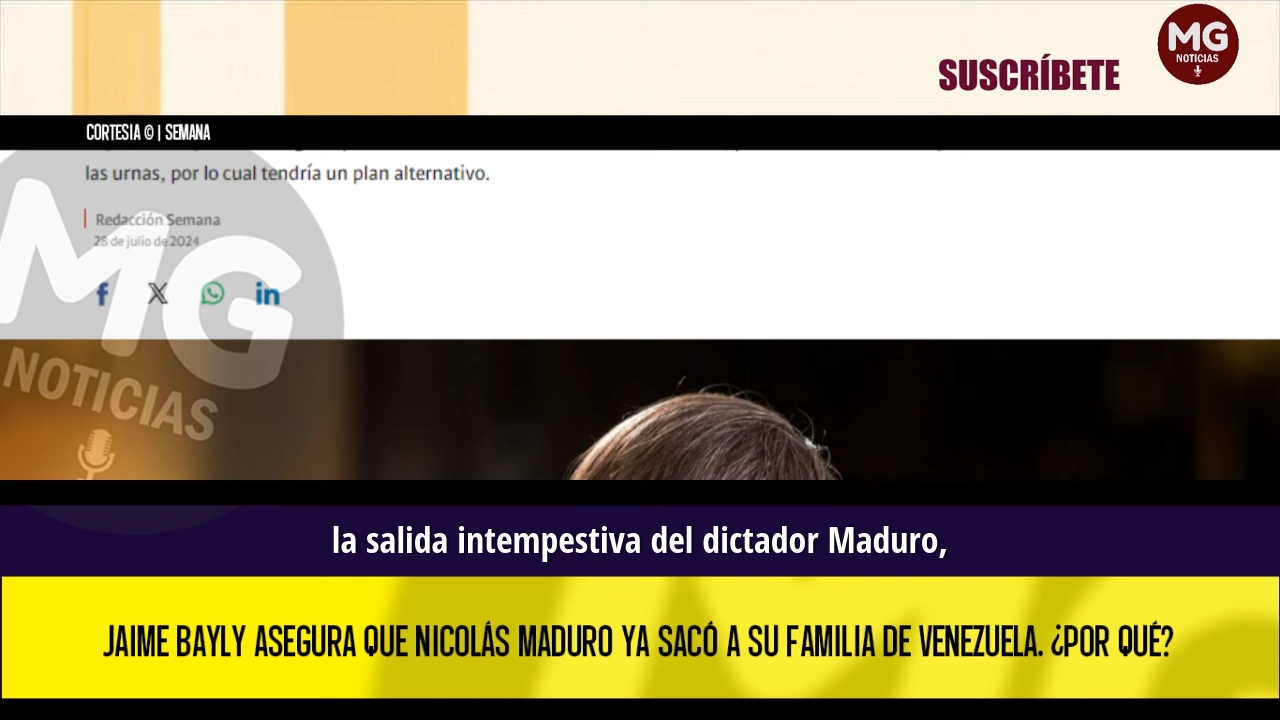 MG
NOTICIAS
SUSCRÍBETE
CORTESIA © | SEMANA
las urnas, por lo cual tendría un plan alternativo.
Redacción Semana
28 de julio de 2024
MG
NOTICIAS
la salida intempestiva del dictador Maduro,
JAIME BAYLY ASEGURA QUE NICOLÁS MADURO YA SACÓ A SU FAMILIA DE VENEZUELA. ¿POR QUÉ?